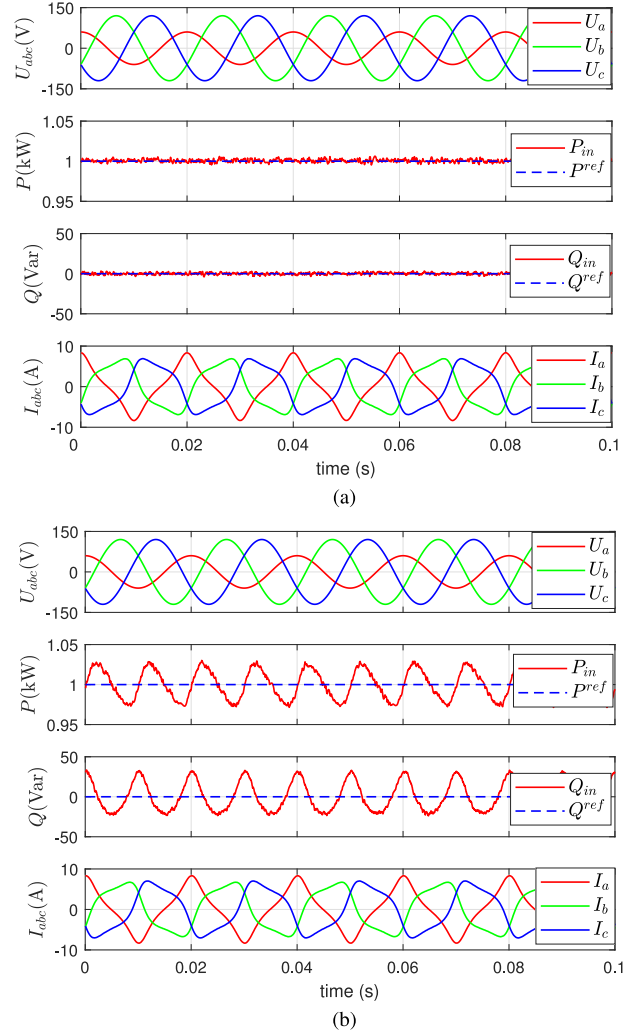 150
0
-150
U_abc(V)
U_a
U_b
U_c
1.05
1
0.95
P(kW)
P_in
P^ref
50
0
-50
Q(Var)
Q_in
Q^ref
10
0
-10
I_abc(A)
I_a
I_b
I_c
0 0.02 0.04 0.06 0.08 0.1
time (s)
(a)
150
0
-150
U_abc(V)
U_a
U_b
U_c
1.05
1
0.95
P(kW)
P_in
P^ref
50
0
-50
Q(Var)
Q_in
Q^ref
10
0
-10
I_abc(A)
I_a
I_b
I_c
0 0.02 0.04 0.06 0.08 0.1
time (s)
(b)